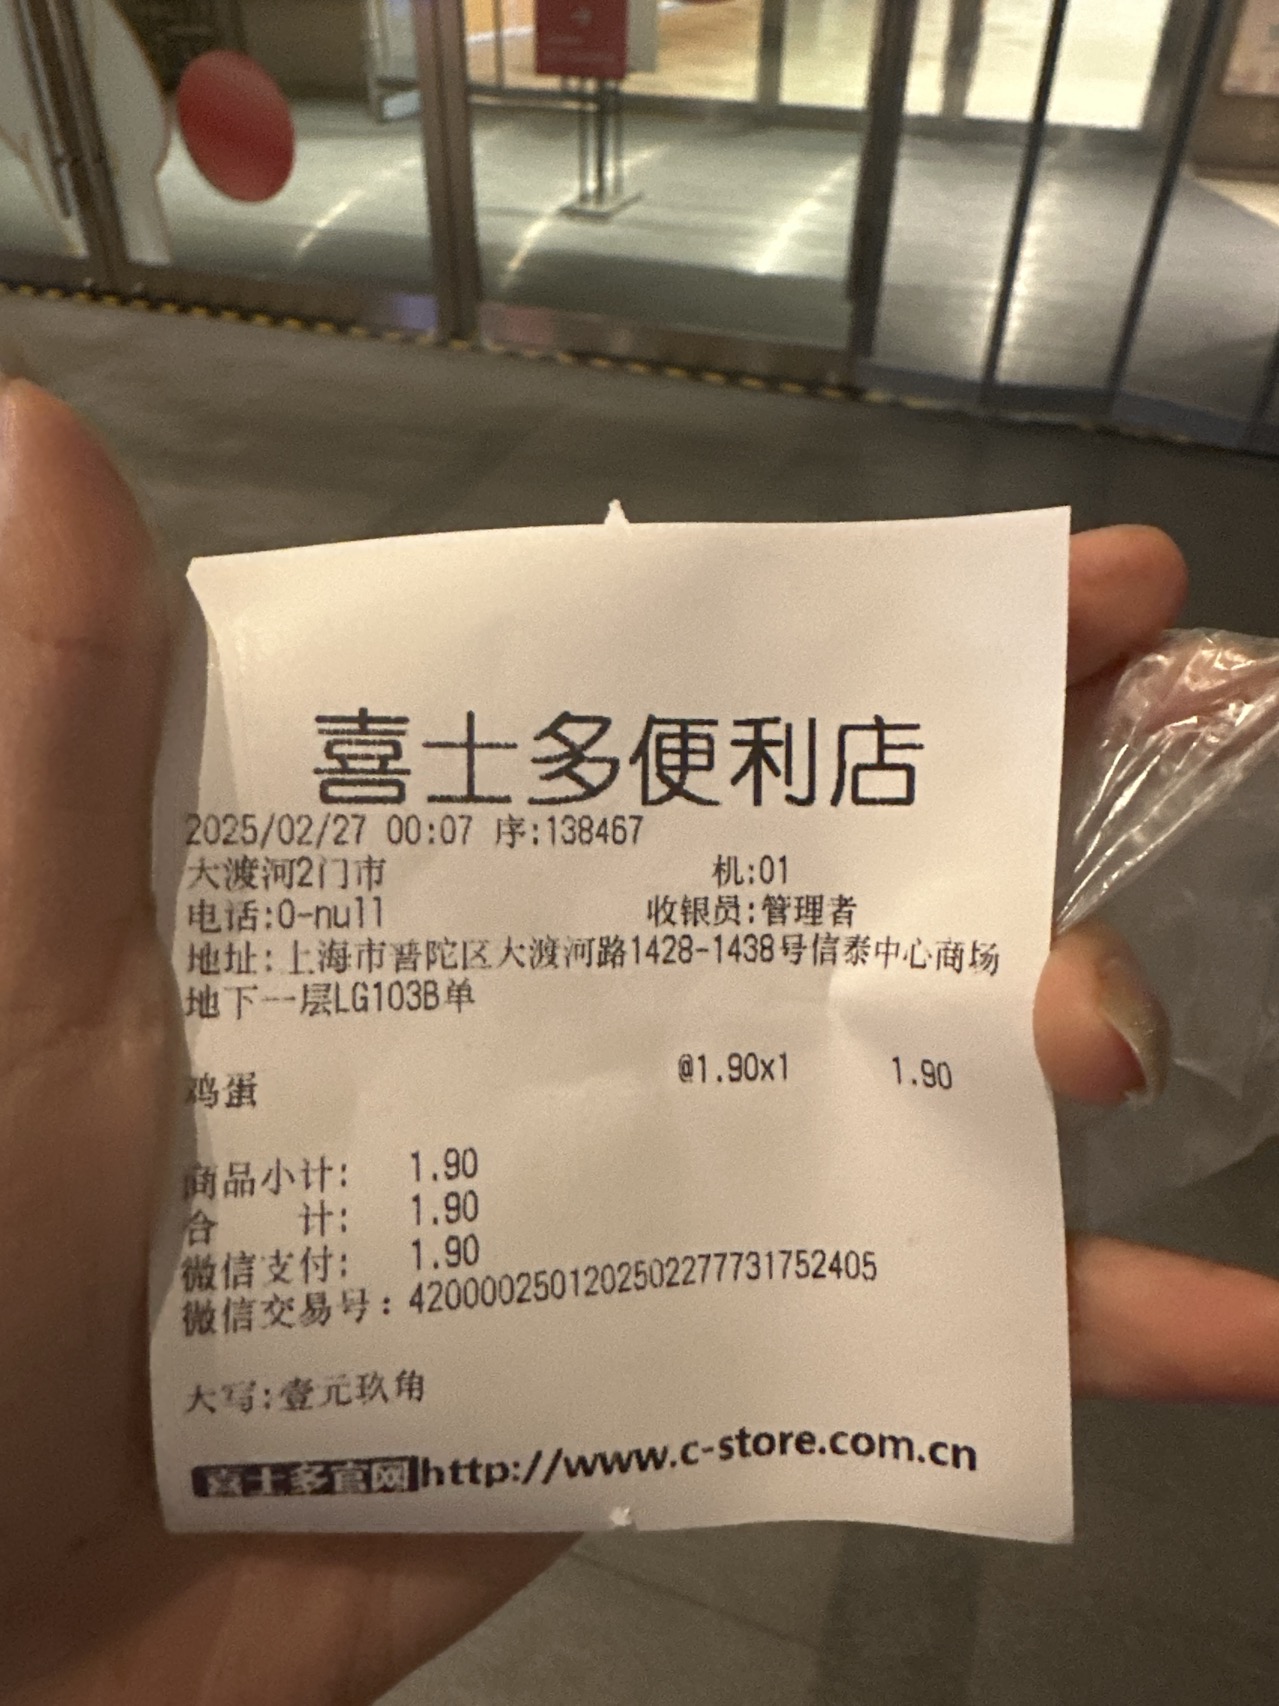 喜士多便利店
2025/02/27 00:07 序:138467
大渡河2门市 机:01
电话:0-null 收银员:管理者
地址:上海市普陀区大渡河路1428-1438号信泰中心商场
地下一层LG103B单
鸡蛋 @1.90x1 1.90
商品小计: 1.90
合 计: 1.90
微信支付: 1.90
微信交易号:4200002501202502277731752405
大写:壹元玖角
喜士多官网http://www.c-store.com.cn